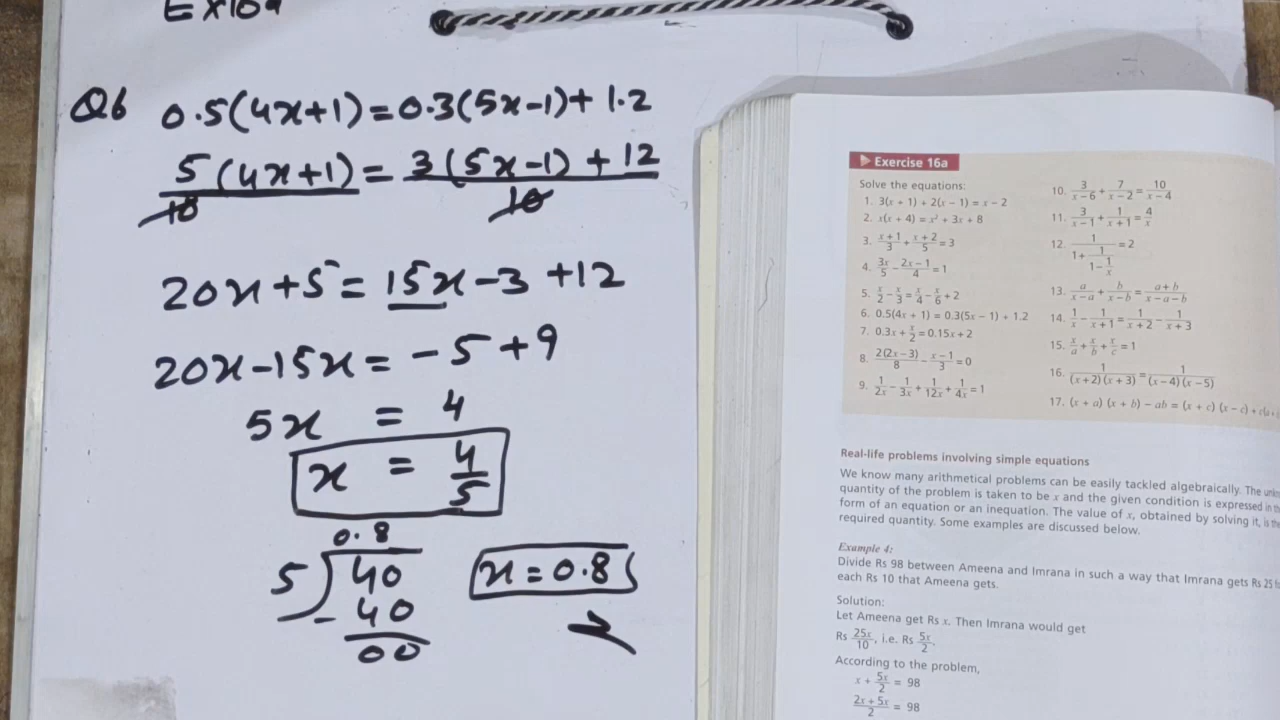 Ex 16a
Q6 0.5(4x+1)=0.3(5x-1)+1.2
5(4x+1)/10 = 3(5x-1)+12/10
20x+5=15x-3+12
20x-15x=-5+9
5x = 4
x = 4/5
0.8
5)40
-40
00
x=0.8
Exercise 16a
Solve the equations:
1. 3(x + 1) + 2(x − 1) = x − 2
2. x(x + 4) = x² + 3x + 8
3. (x+1)/3 + (x+2)/5 = 3
4. 3x/5 − (2x−1)/4 = 1
5. x/2 − x/3 = x/4 − x/6 + 2
6. 0.5(4x + 1) = 0.3(5x − 1) + 1.2
7. 0.3x + x/2 = 0.15x + 2
8. 2(2x−3)/8 − (x−1)/3 = 0
9. 1/2x − 1/3x + 1/12x + 1/4x = 1
10. 3/(x−6) + 7/(x−2) = 10/(x−4)
11. 3/(x−1) + 1/(x+1) = 4/x
12. 1/(1+1/(1−1/x)) = 2
13. a/(x−a) + b/(x−b) = (a+b)/(x−a−b)
14. 1/x − 1/(x+1) = 1/(x+2) − 1/(x+3)
15. x/a + x/b + x/c = 1
16. 1/((x+2)(x+3)) = 1/((x−4)(x−5))
17. (x + a) (x + b) − ab = (x + c) (x − c) +
Real-life problems involving simple equations
We know many arithmetical problems can be easily tackled algebraically. The
quantity of the problem is taken to be x and the given condition is expressed in
form of an equation or an inequation. The value of x, obtained by solving it, is
required quantity. Some examples are discussed below.
Example 4:
Divide Rs 98 between Ameena and Imrana in such a way that Imrana gets Rs 25
each Rs 10 that Ameena gets.
Solution:
Let Ameena get Rs x. Then Imrana would get
Rs 25x/10, i.e. Rs 5x/2.
According to the problem,
x + 5x/2 = 98
(2x + 5x)/2 = 98